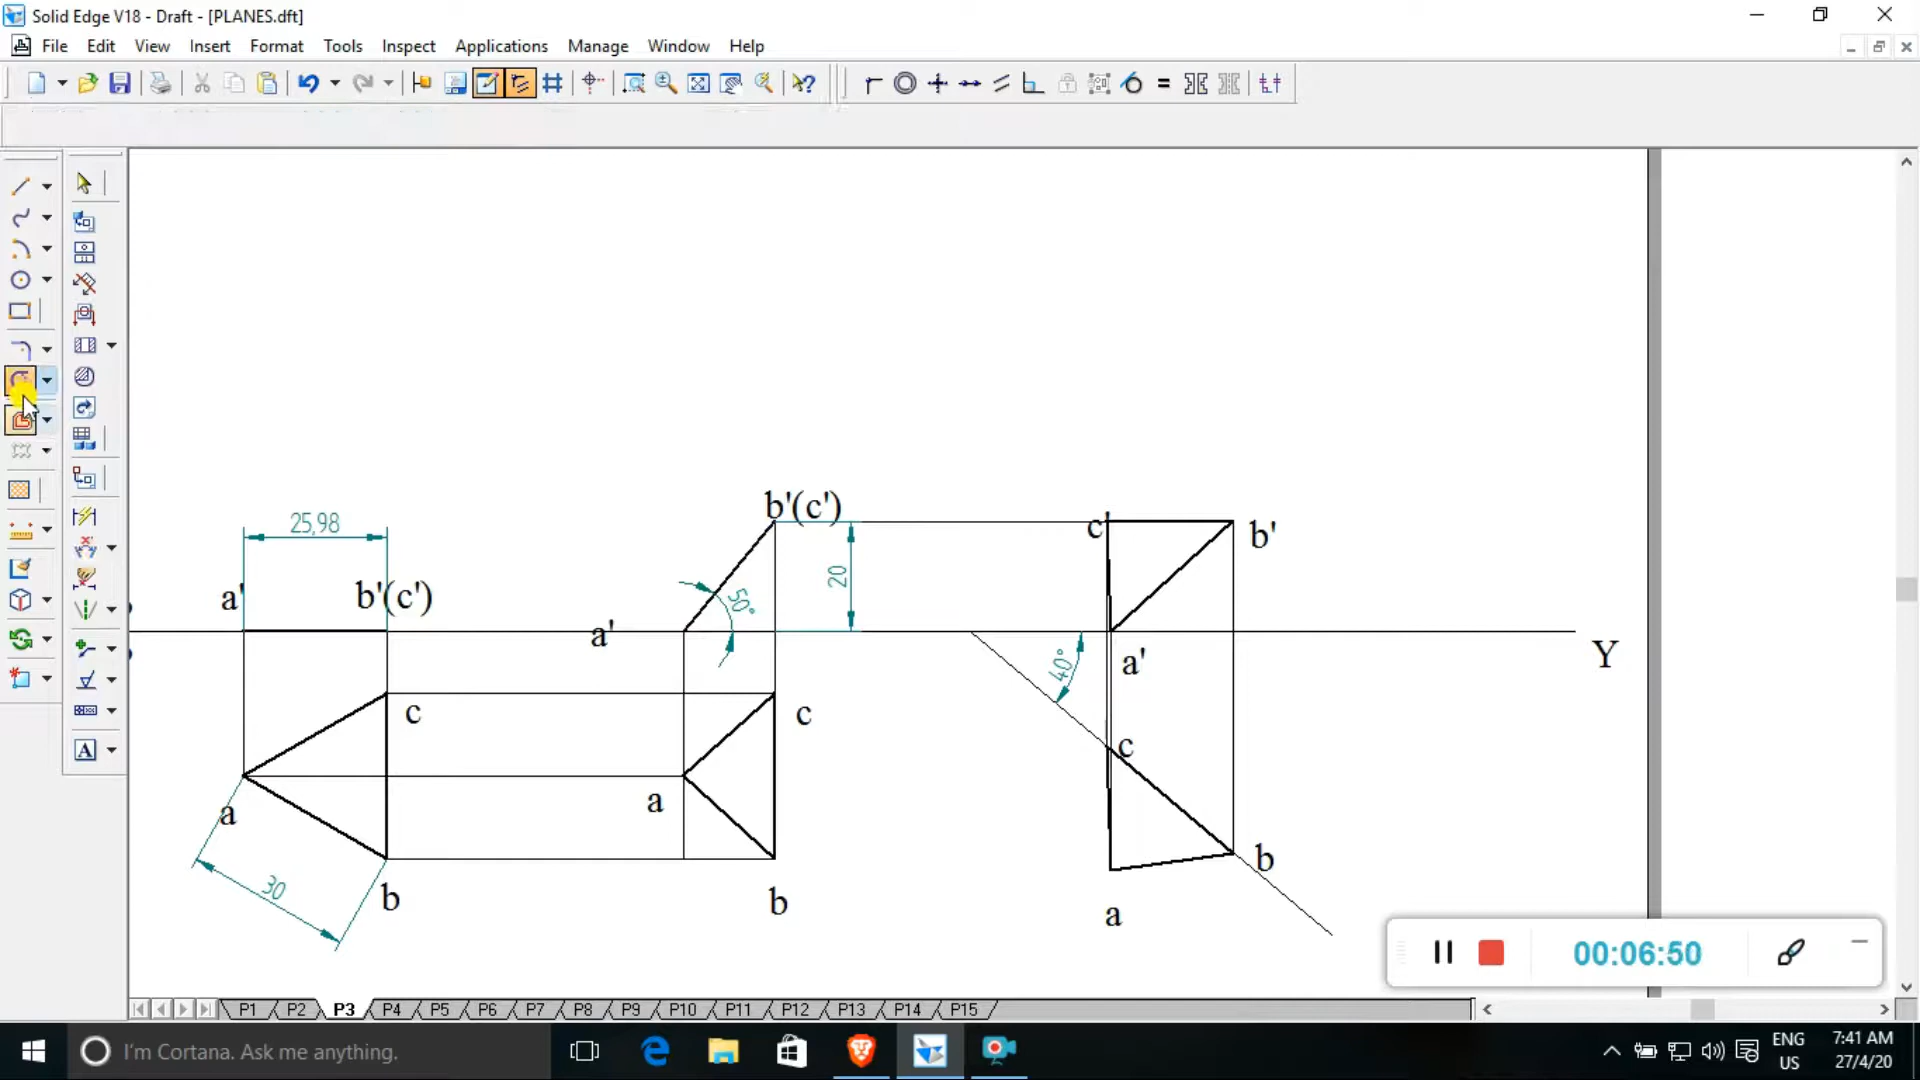 Solid Edge V18 - Draft - [PLANES.dft]
File Edit View Insert Format Tools Inspect Applications Manage Window Help
b'(c')
25,98
c'
b'
20
50°
a'
b'(c')
a'
40°
a'
Y
c
c
c
a
a
b
30
b
b
a
00:06:50
P1 P2 P3 P4 P5 P6 P7 P8 P9 P10 P11 P12 P13 P14 P15
I'm Cortana. Ask me anything.
ENG
US
7:41 AM
27/4/20